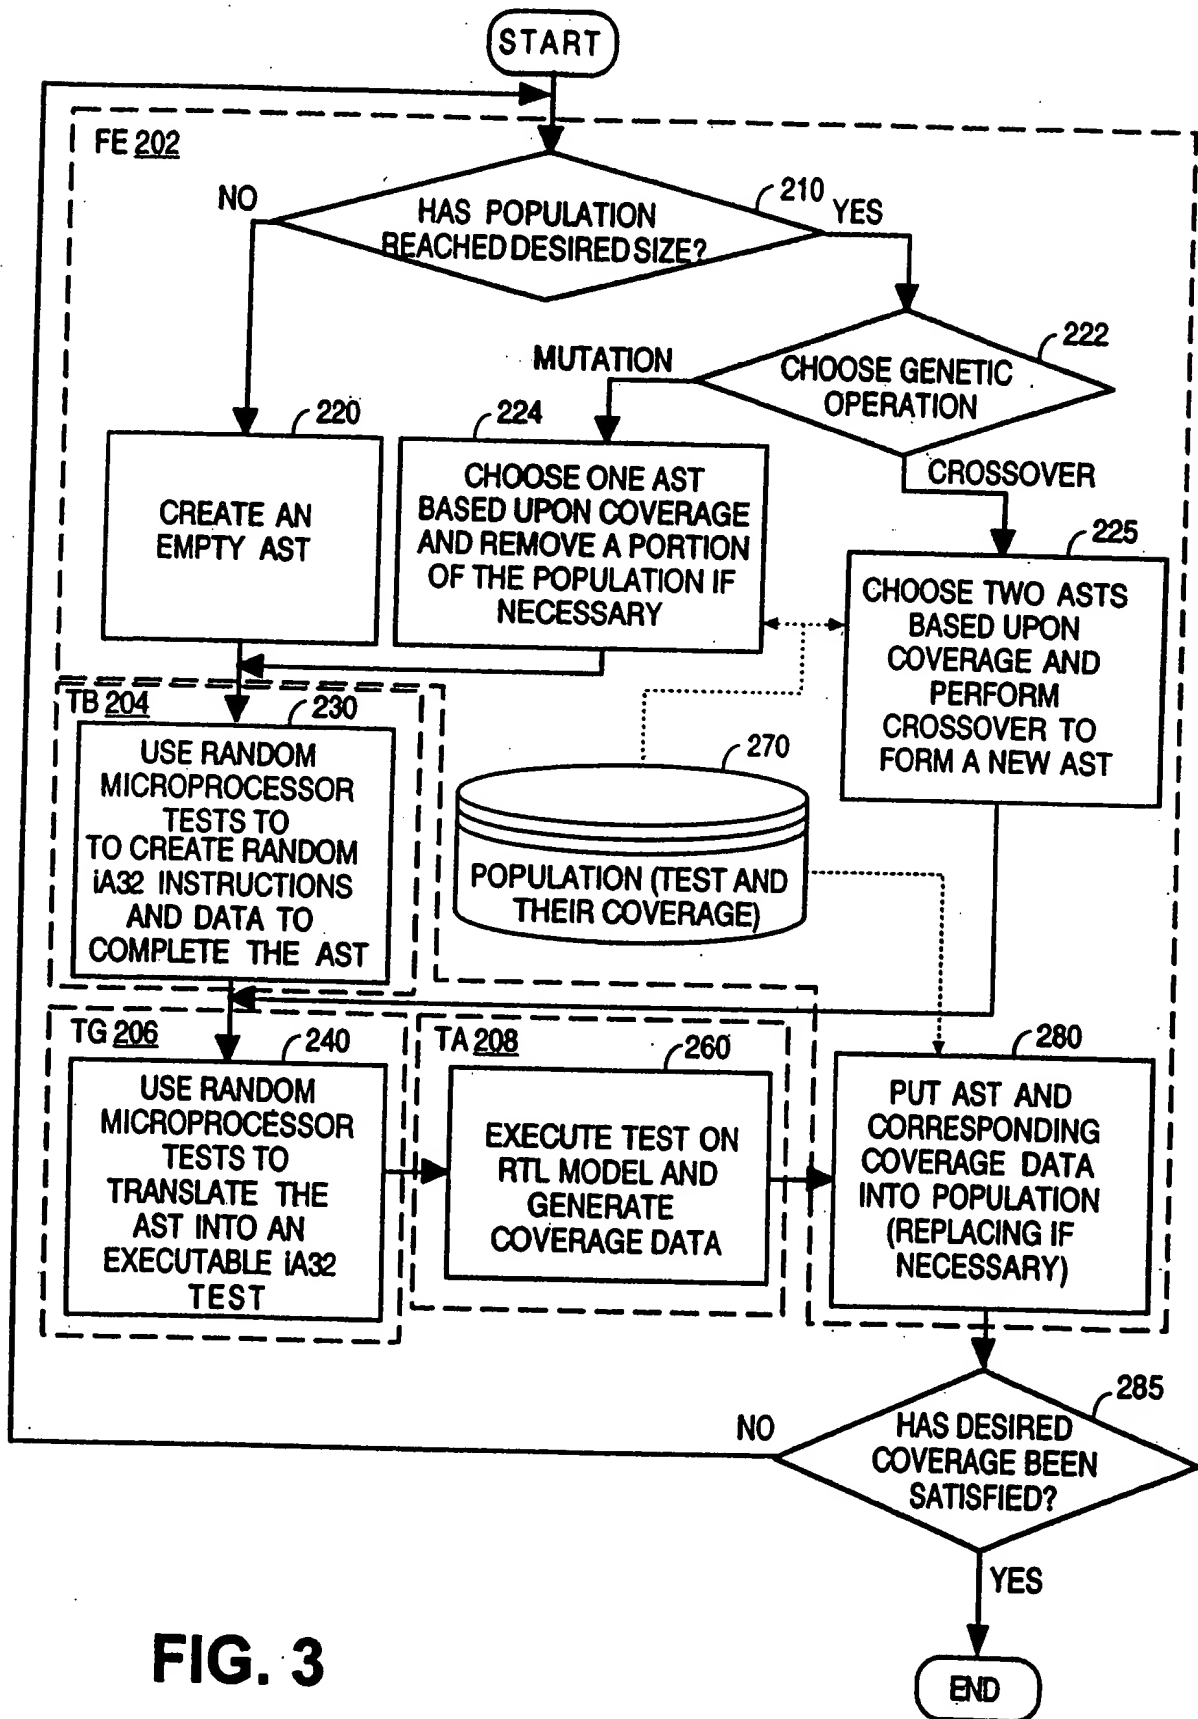 START
FE 202
NO
210
YES
HAS POPULATION
REACHED DESIRED SIZE?
222
MUTATION
CHOOSE GENETIC
OPERATION
CROSSOVER
220
CREATE AN
EMPTY AST
224
CHOOSE ONE AST
BASED UPON COVERAGE
AND REMOVE A PORTION
OF THE POPULATION IF
NECESSARY
225
CHOOSE TWO ASTS
BASED UPON
COVERAGE AND
PERFORM
CROSSOVER TO
FORM A NEW AST
TB 204
230
USE RANDOM
MICROPROCESSOR
TESTS TO
TO CREATE RANDOM
iA32 INSTRUCTIONS
AND DATA TO
COMPLETE THE AST
270
POPULATION (TEST AND
THEIR COVERAGE)
TG 206
240
USE RANDOM
MICROPROCESSOR
TESTS TO
TRANSLATE THE
AST INTO AN
EXECUTABLE iA32
TEST
TA 208
260
EXECUTE TEST ON
RTL MODEL AND
GENERATE
COVERAGE DATA
280
PUT AST AND
CORRESPONDING
COVERAGE DATA
INTO POPULATION
(REPLACING IF
NECESSARY)
285
NO
HAS DESIRED
COVERAGE BEEN
SATISFIED?
YES
END
FIG. 3